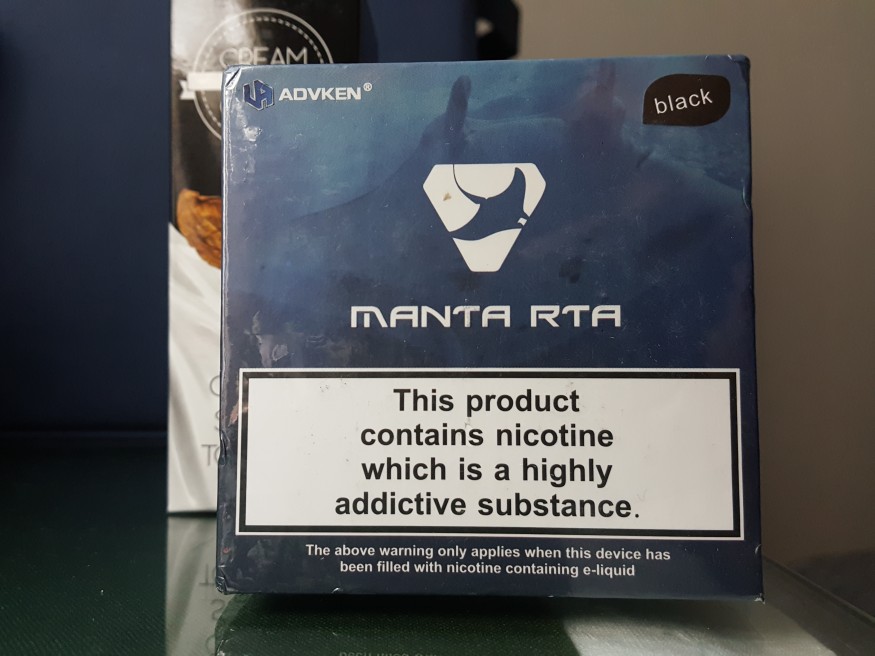 CREAM
ADVKEN®
black
MANTA RTA
This product
contains nicotine
which is a highly
addictive substance.
The above warning only applies when this device has
been filled with nicotine containing e-liquid